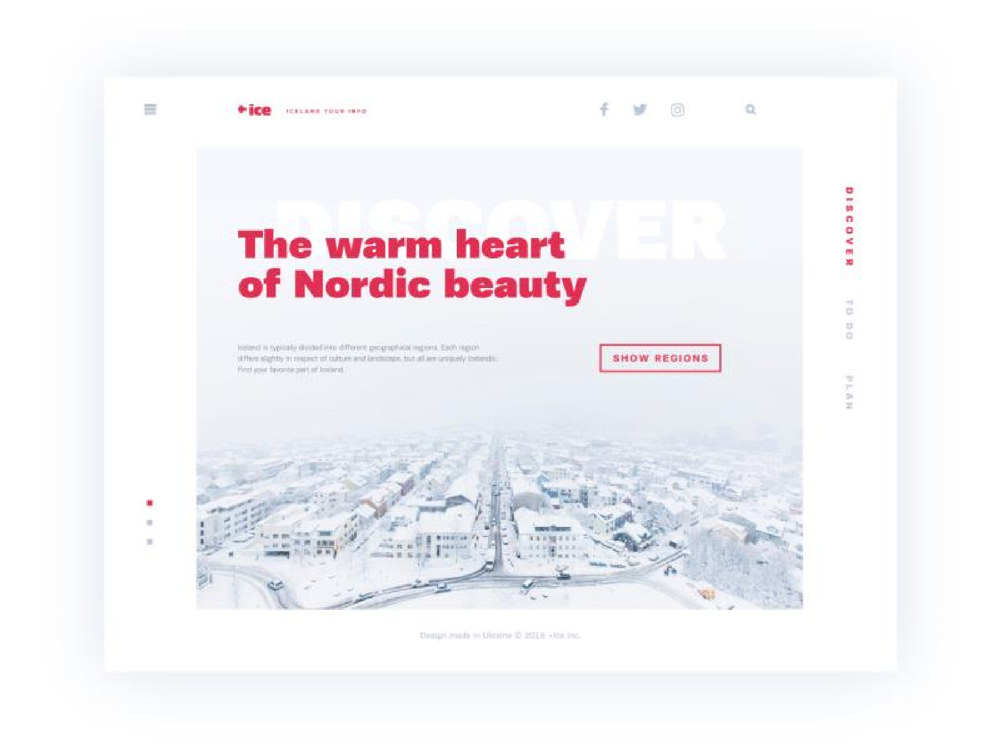 +ice
ICELAND TOUR INFO
DISCOVER
The warm heart
of Nordic beauty
Iceland is typically divided into different geographical regions. Each region
differs slightly in respect of culture and landscape, but all are uniquely Icelandic.
Find your favorite part of Iceland.
SHOW REGIONS
DISCOVER
TO DO
PLAN
Design made in Ukraine © 2016 +Ice Inc.